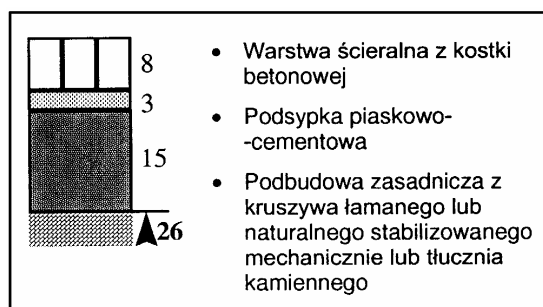 8
3
15
26
• Warstwa ścieralna z kostki
betonowej
• Podsypka piaskowo-
-cementowa
• Podbudowa zasadnicza z
kruszywa łamanego lub
naturalnego stabilizowanego
mechanicznie lub tłucznia
kamiennego